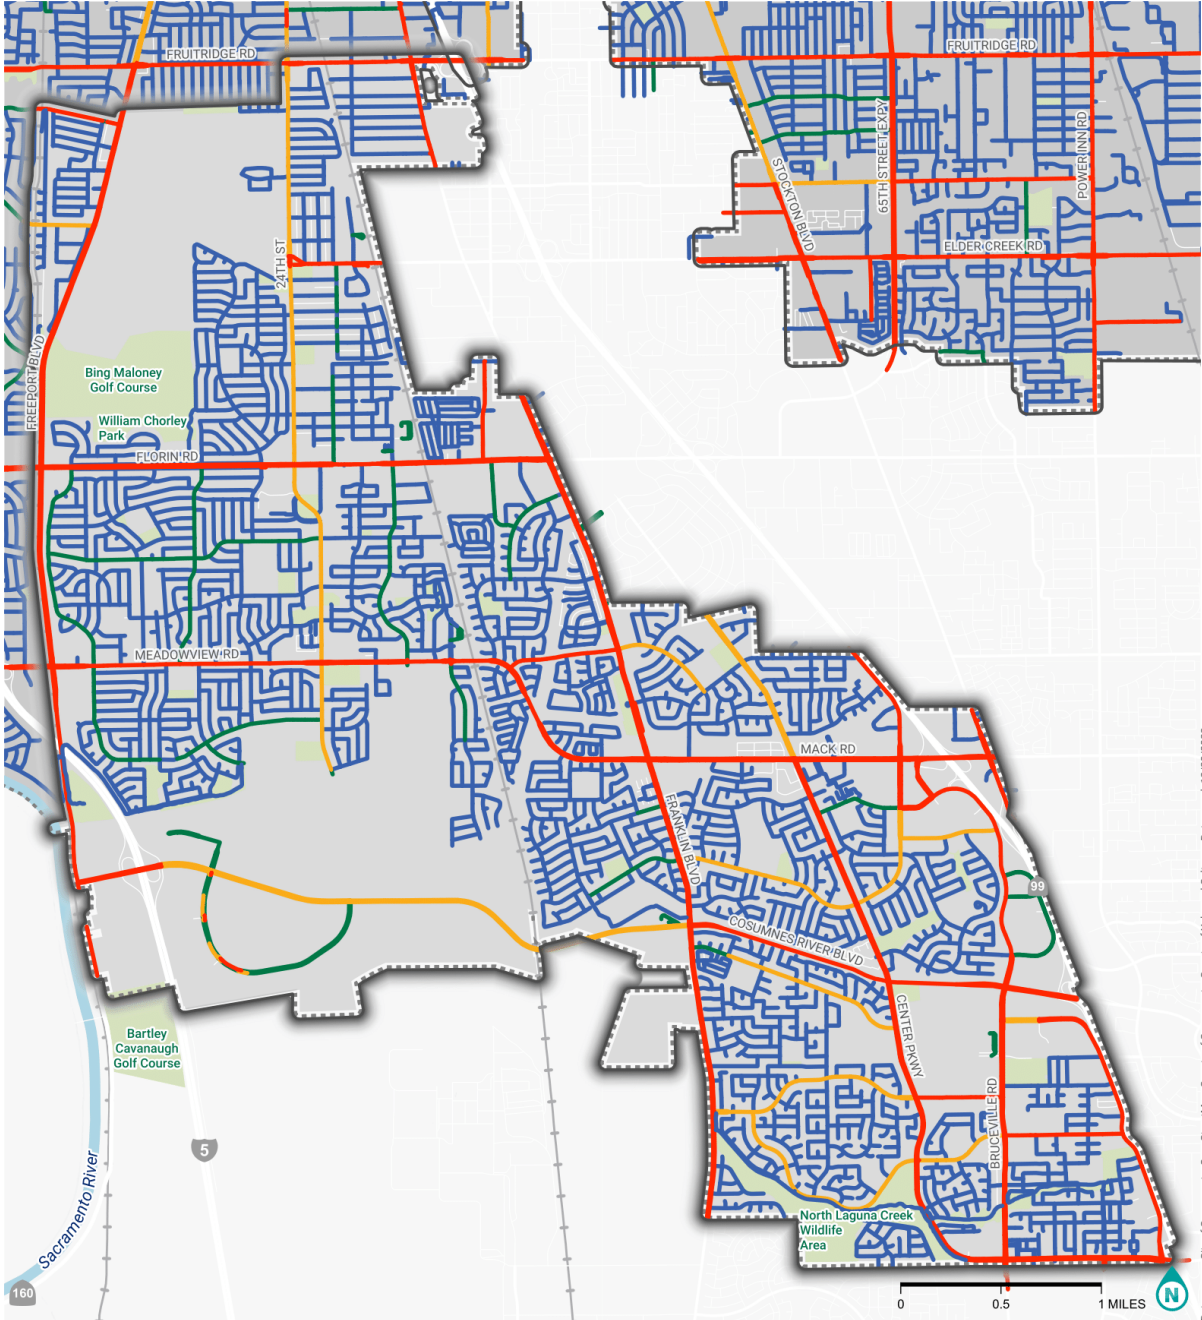 FRUITRIDGE RD
FRUITRIDGE RD
65TH STREET EXPY
POWER INN RD
STOCKTON BLVD
ELDER CREEK RD
24TH ST
FREEPORT BLVD
Bing Maloney
Golf Course
William Chorley
Park
FLORIN RD
MEADOWVIEW RD
MACK RD
FRANKLIN BLVD
99
COSUMNES RIVER BLVD
CENTER PKWY
Bartley
Cavanaugh
Golf Course
BRUCEVILLE RD
5
Sacramento River
North Laguna Creek
Wildlife
Area
160
0 0.5 1 MILES
N